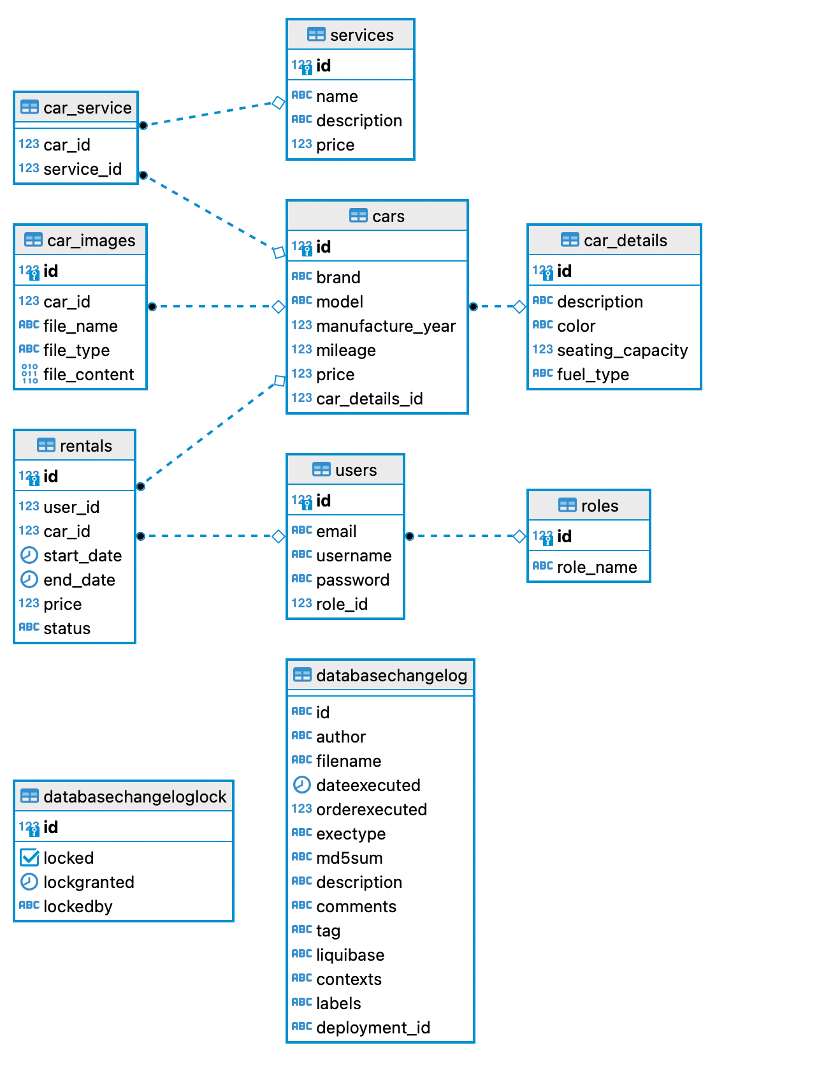 services
123 id
ABC name
ABC description
123 price
car_service
123 car_id
123 service_id
cars
123 id
ABC brand
ABC model
123 manufacture_year
123 mileage
123 price
123 car_details_id
car_images
123 id
123 car_id
ABC file_name
ABC file_type
010
011
110
file_content
car_details
123 id
ABC description
ABC color
123 seating_capacity
ABC fuel_type
rentals
123 id
123 user_id
123 car_id
start_date
end_date
123 price
ABC status
users
123 id
ABC email
ABC username
ABC password
123 role_id
roles
123 id
ABC role_name
databasechangelog
ABC id
ABC author
ABC filename
dateexecuted
123 orderexecuted
ABC exectype
ABC md5sum
ABC description
ABC comments
ABC tag
ABC liquibase
ABC contexts
ABC labels
ABC deployment_id
databasechangeloglock
123 id
locked
lockgranted
ABC lockedby